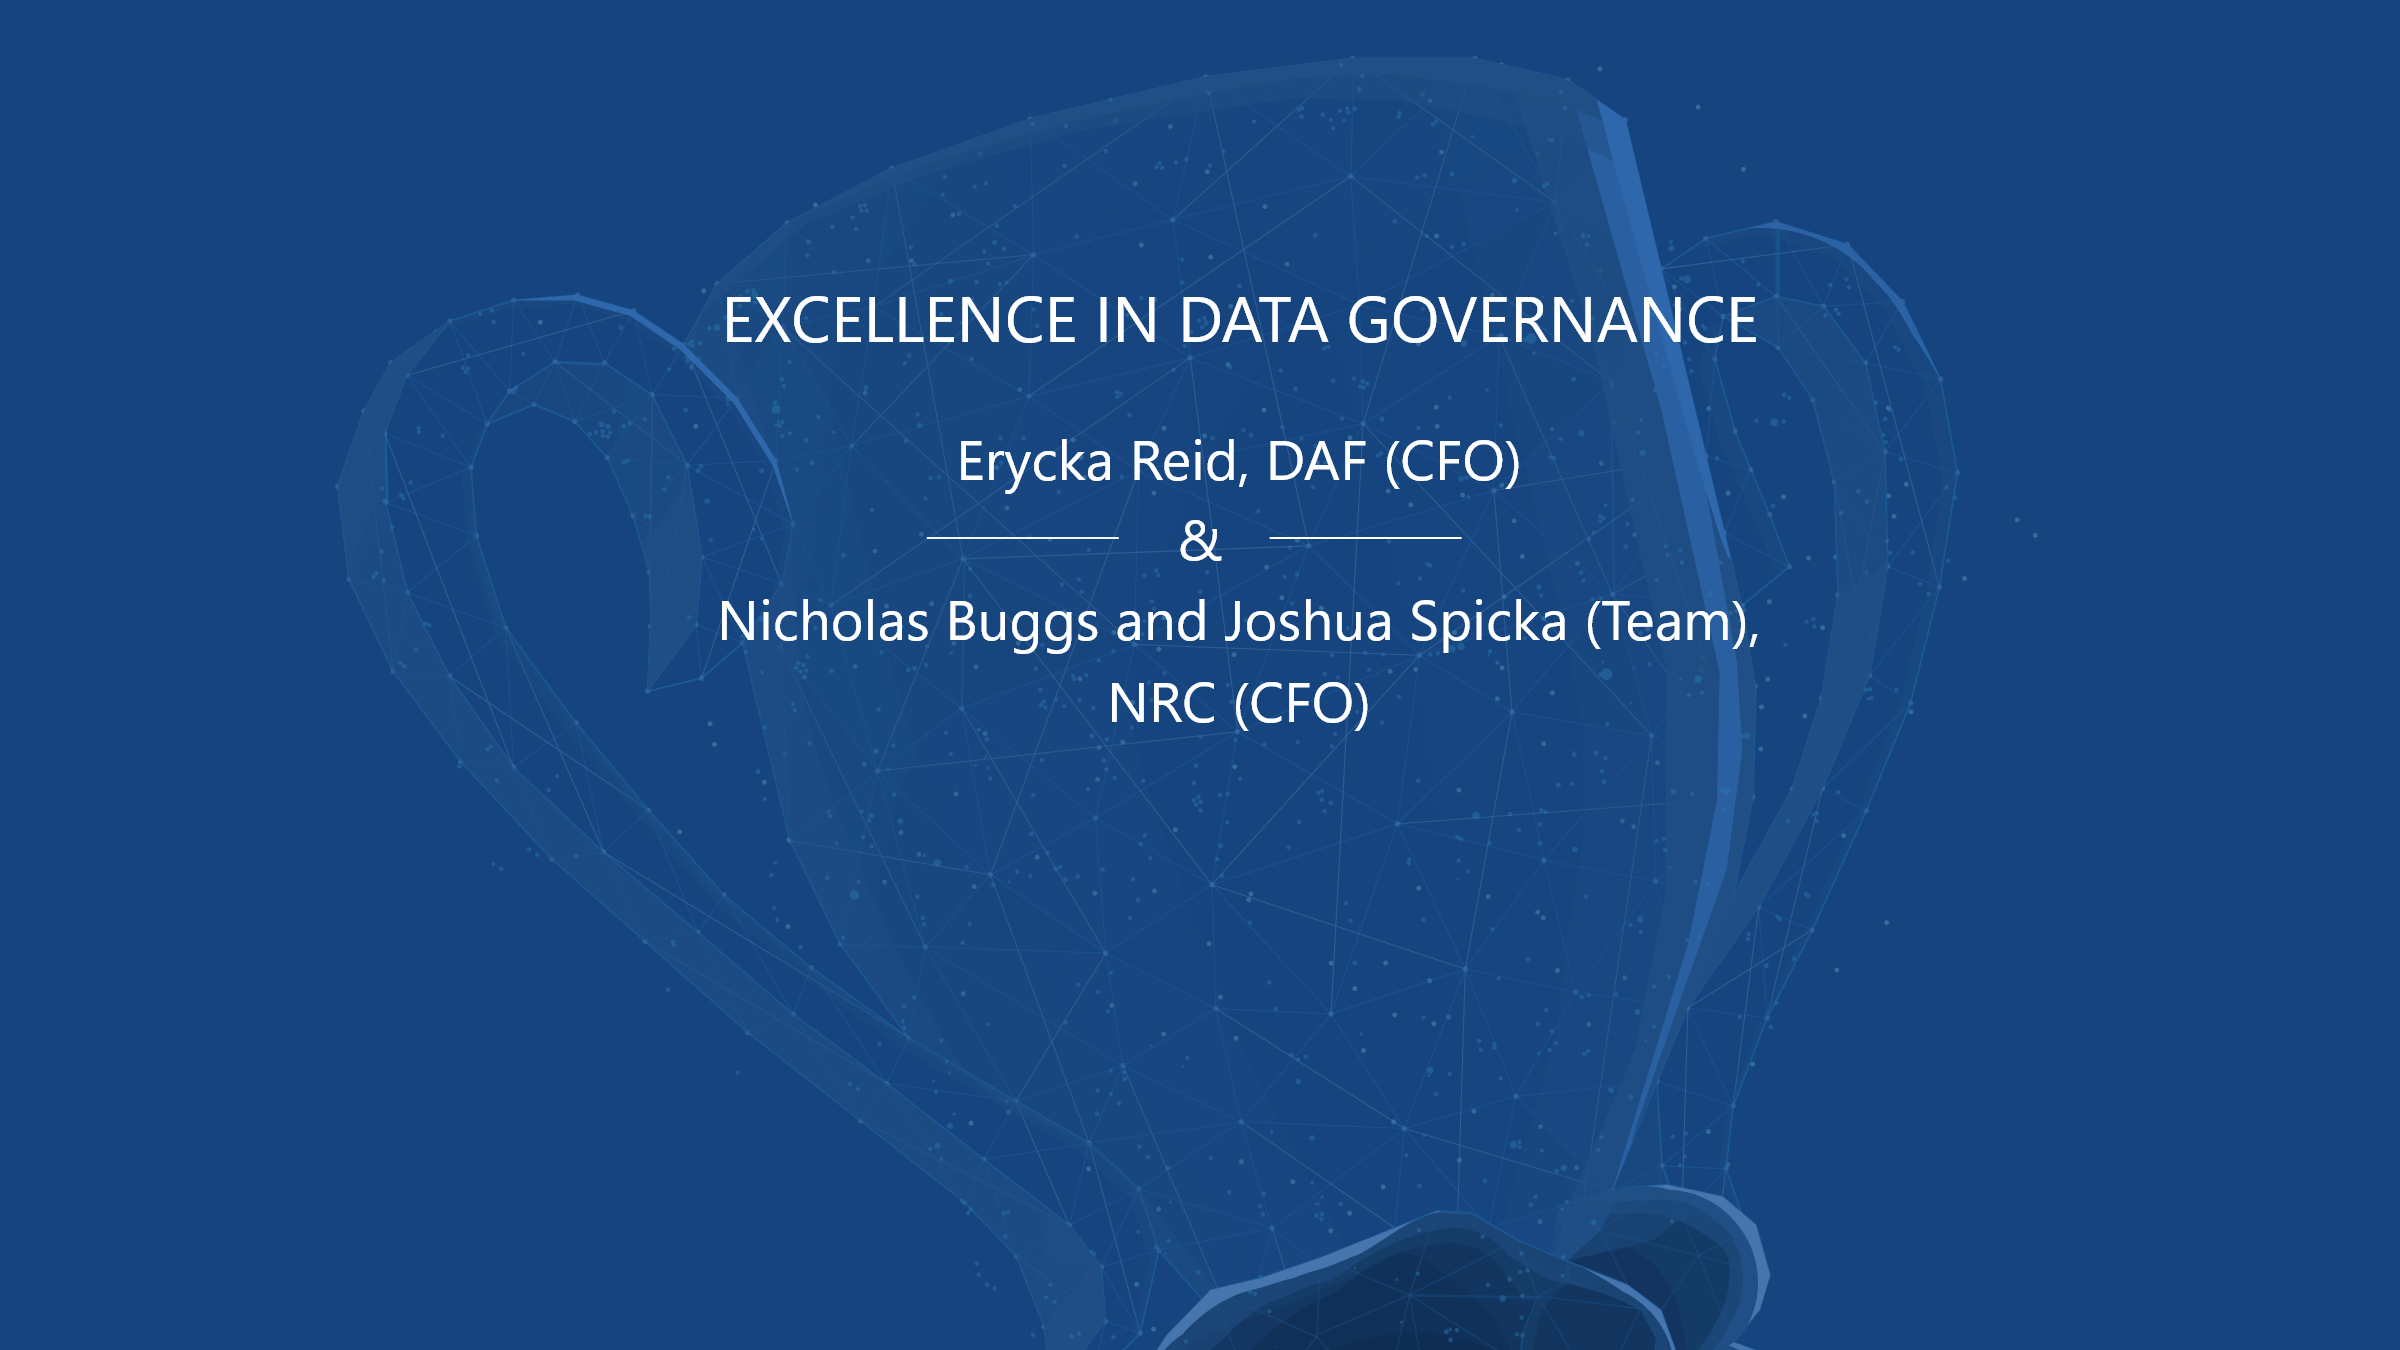 EXCELLENCE IN DATA GOVERNANCE
Erycka Reid, DAF (CFO)
&
Nicholas Buggs and Joshua Spicka (Team),
NRC (CFO)